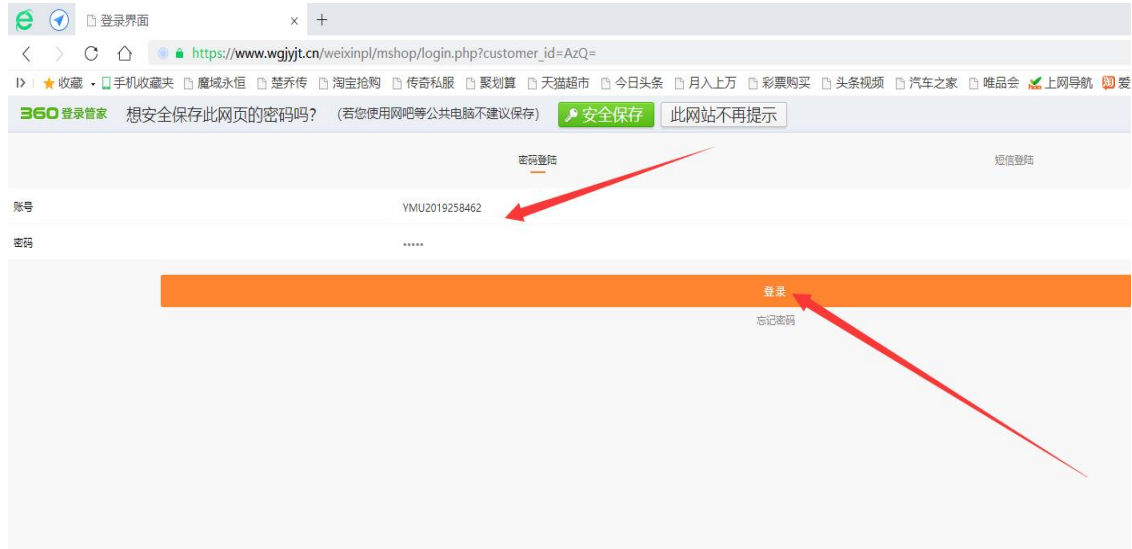 登录界面 x +
https://www.wgjyjt.cn/weixinpl/mshop/login.php?customer_id=AzQ=
收藏 手机收藏夹 魔域永恒 楚乔传 淘宝抢购 传奇私服 聚划算 天猫超市 今日头条 月入上万 彩票购买 头条视频 汽车之家 唯品会 上网导航 爱
360登录管家 想安全保存此网页的密码吗? (若您使用网吧等公共电脑不建议保存) 安全保存 此网站不再提示
密码登陆 短信登陆
账号 YMU2019258462
密码 •••••
登录
忘记密码